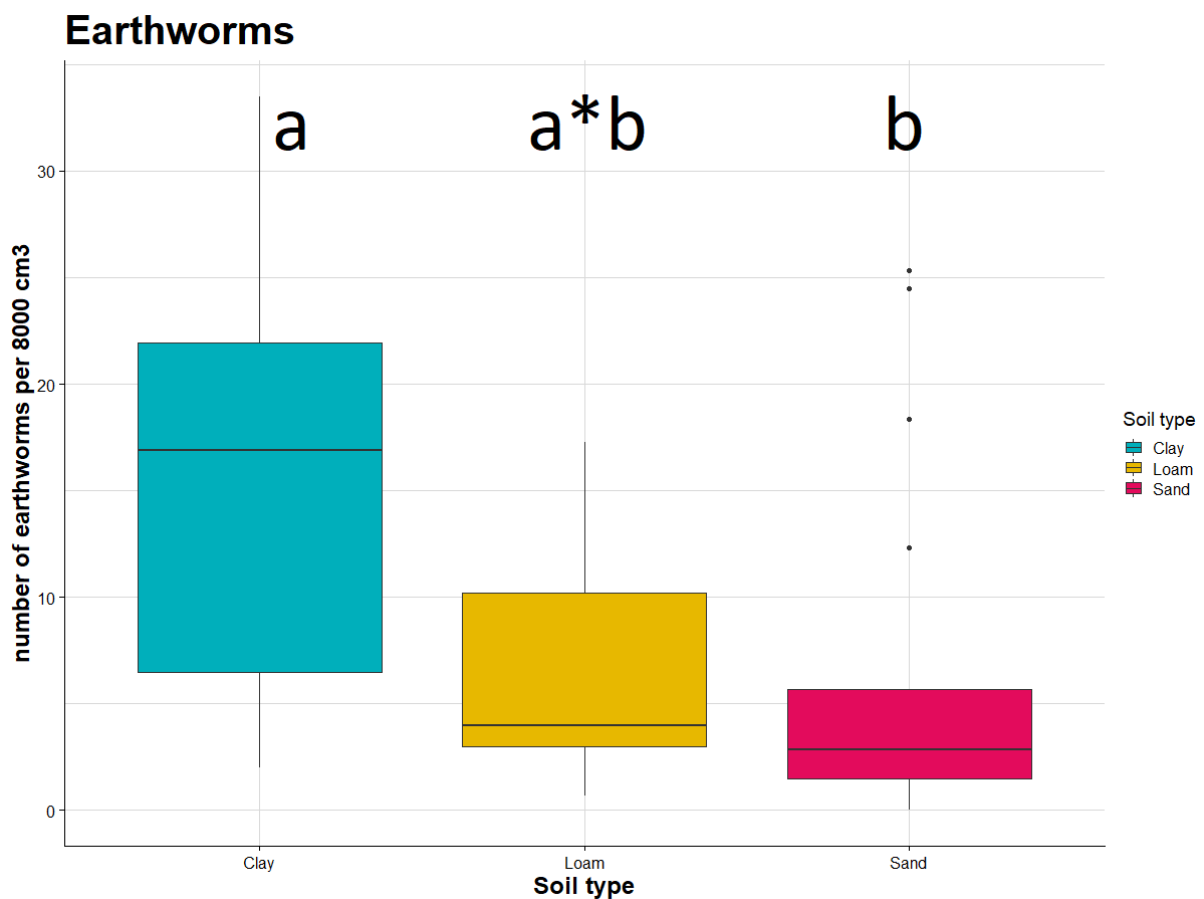 Earthworms
a a*b b
number of earthworms per 8000 cm3
30
20
10
0
Clay Loam Sand
Soil type
Soil type
Clay
Loam
Sand